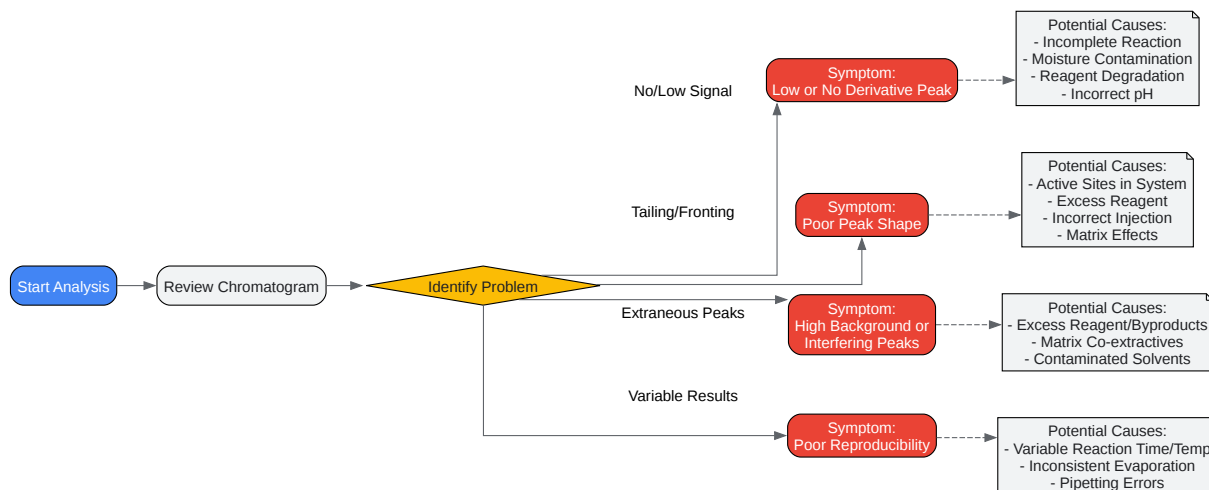 Start Analysis
Review Chromatogram
Identify Problem
No/Low Signal
Symptom:
Low or No Derivative Peak
Potential Causes:
- Incomplete Reaction
- Moisture Contamination
- Reagent Degradation
- Incorrect pH
Tailing/Fronting
Symptom:
Poor Peak Shape
Potential Causes:
- Active Sites in System
- Excess Reagent
- Incorrect Injection
- Matrix Effects
Extraneous Peaks
Symptom:
High Background or
Interfering Peaks
Potential Causes:
- Excess Reagent/Byproducts
- Matrix Co-extractives
- Contaminated Solvents
Variable Results
Symptom:
Poor Reproducibility
Potential Causes:
- Variable Reaction Time/Temp
- Inconsistent Evaporation
- Pipetting Errors